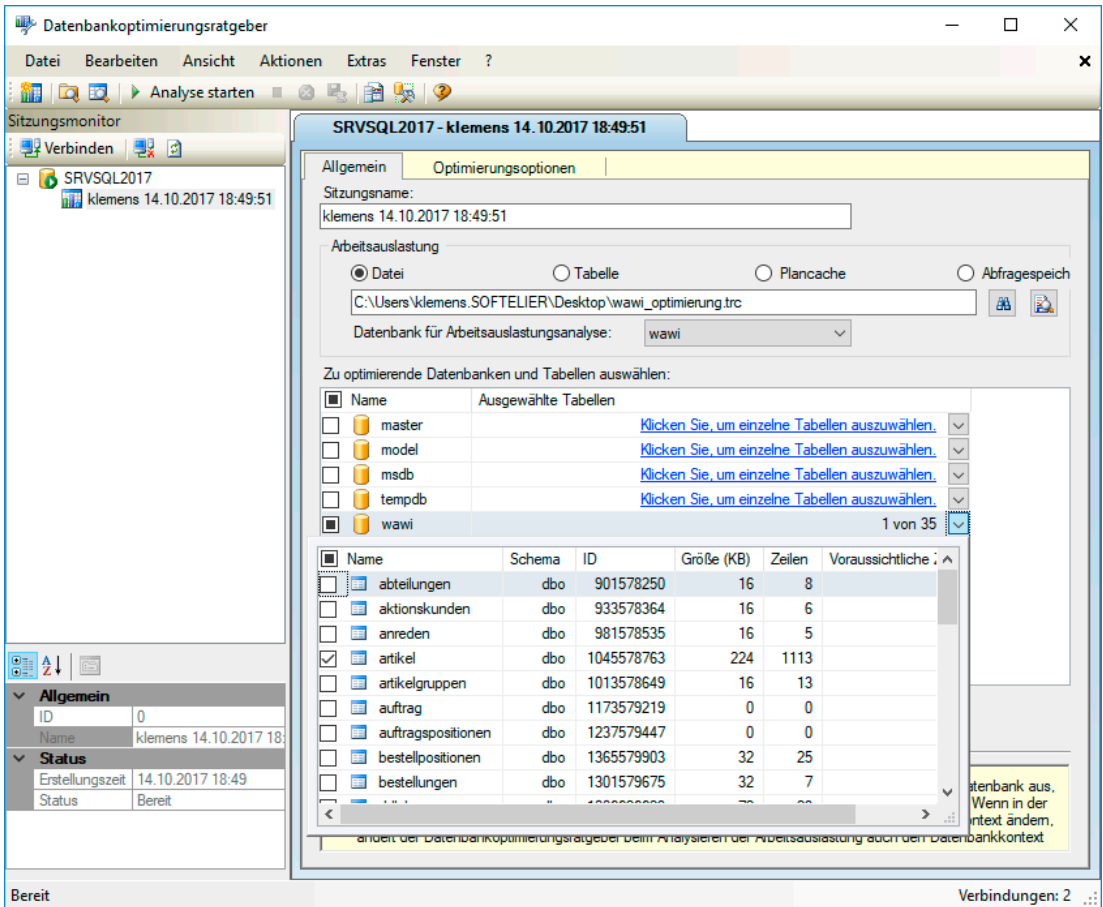 Datenbankoptimierungsratgeber
Datei Bearbeiten Ansicht Aktionen Extras Fenster ?
Analyse starten
Sitzungsmonitor
Verbinden
SRVSQL2017
klemens 14.10.2017 18:49:51
Allgemein
ID 0
Name klemens 14.10.2017 18:
Status
Erstellungszeit 14.10.2017 18:49
Status Bereit
SRVSQL2017 - klemens 14.10.2017 18:49:51
Allgemein Optimierungsoptionen
Sitzungsname:
klemens 14.10.2017 18:49:51
Arbeitsauslastung
Datei Tabelle Plancache Abfragespeich
C:\Users\klemens.SOFTELIER\Desktop\wawi_optimierung.trc
Datenbank für Arbeitsauslastungsanalyse: wawi
Zu optimierende Datenbanken und Tabellen auswählen:
Name Ausgewählte Tabellen
master Klicken Sie, um einzelne Tabellen auszuwählen.
model Klicken Sie, um einzelne Tabellen auszuwählen.
msdb Klicken Sie, um einzelne Tabellen auszuwählen.
tempdb Klicken Sie, um einzelne Tabellen auszuwählen.
wawi 1 von 35
Name Schema ID Größe (KB) Zeilen Voraussichtliche
abteilungen dbo 901578250 16 8
aktionskunden dbo 933578364 16 6
anreden dbo 981578535 16 5
artikel dbo 1045578763 224 1113
artikelgruppen dbo 1013578649 16 13
auftrag dbo 1173579219 0 0
auftragspositionen dbo 1237579447 0 0
bestellpositionen dbo 1365579903 32 25
bestellungen dbo 1301579675 32 7
atenbank aus,
Wenn in der
ontext ändern,
ändert der Datenbankoptimierungsratgeber beim Analysieren der Arbeitsauslastung auch den Datenbankkontext
Bereit Verbindungen: 2